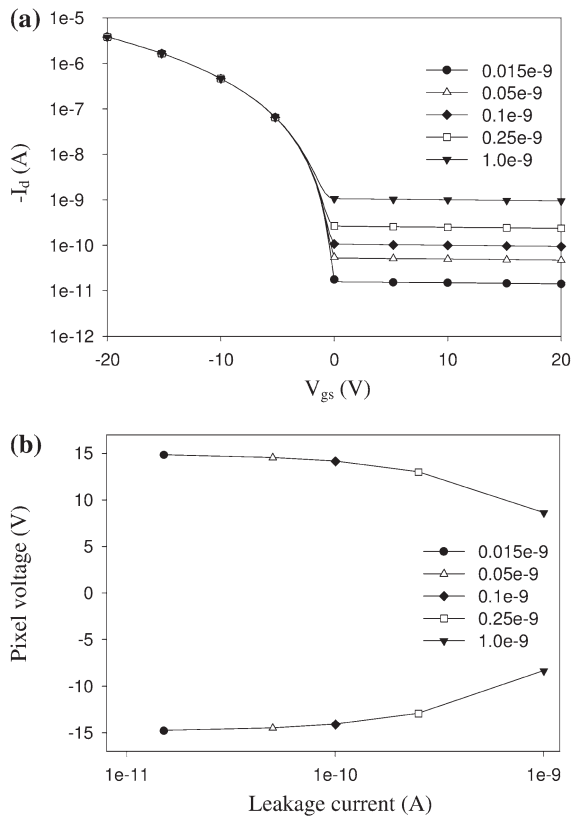 (a)
1e-5
1e-6
1e-7
1e-8
1e-9
1e-10
1e-11
1e-12
-Id (A)
0.015e-9
0.05e-9
0.1e-9
0.25e-9
1.0e-9
-20 -10 0 10 20
Vgs (V)
(b)
15
10
5
0
-5
-10
-15
Pixel voltage (V)
0.015e-9
0.05e-9
0.1e-9
0.25e-9
1.0e-9
1e-11 1e-10 1e-9
Leakage current (A)